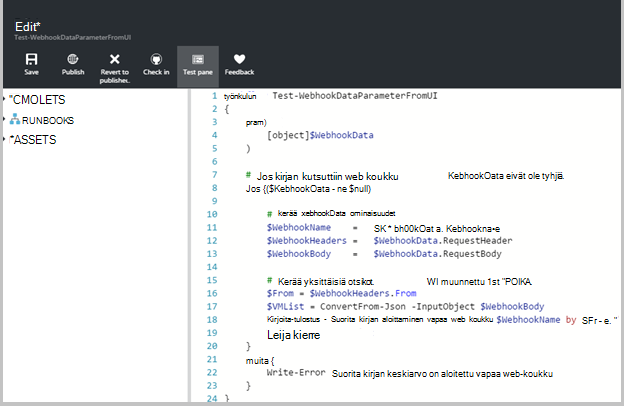 Edit*
Test-WebhookDataParameterFromUI
Save
Publish
Revert to publishe..
Check in
Test pane
Feedback
"CMOLETS
RUNBOOKS
*ASSETS
1 työnkulun Test-WebhookDataParameterFromUI
2 {
3 pram)
4 [object]$WebhookData
5 )
6
7 # Jos kirjan kutsuttiin web koukku KebhookOata eivät ole tyhjiä.
8 Jos {($KebhookOata - ne $null)
9
10 # kerää xebhookData ominaisuudet
11 $WebhookName = SK* bh00kOat a. Kebhookna•e
12 $WebhookHeaders = $WebhookData.RequestHeader
13 $WebhookBody = $WebhookData.RequestBody
14
15 # Kerää yksittäisiä otskot. WI muunnettu 1st "POIKA.
16 $From = $WebhookHeaders.From
17 $VMList = ConvertFrom-Json -InputObject $WebhookBody
18 Kirjoita-tulostus - Suorita kirjan aloittaminen vapaa web koukku $WebhookName by SFr- e. "
19 Leija kierre
20 }
21 muita {
22 Write-Error Suorita kirjan keskiarvo on aloitettu vapaa web-koukku
23 }
24 }